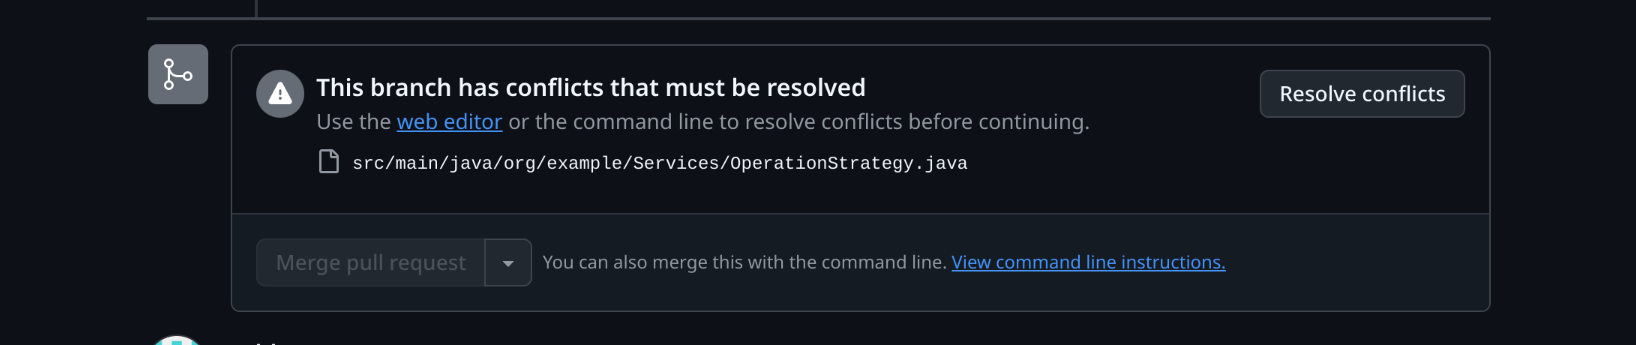 This branch has conflicts that must be resolved
Resolve conflicts
Use the web editor or the command line to resolve conflicts before continuing.
src/main/java/org/example/Services/OperationStrategy.java
Merge pull request
You can also merge this with the command line. View command line instructions.